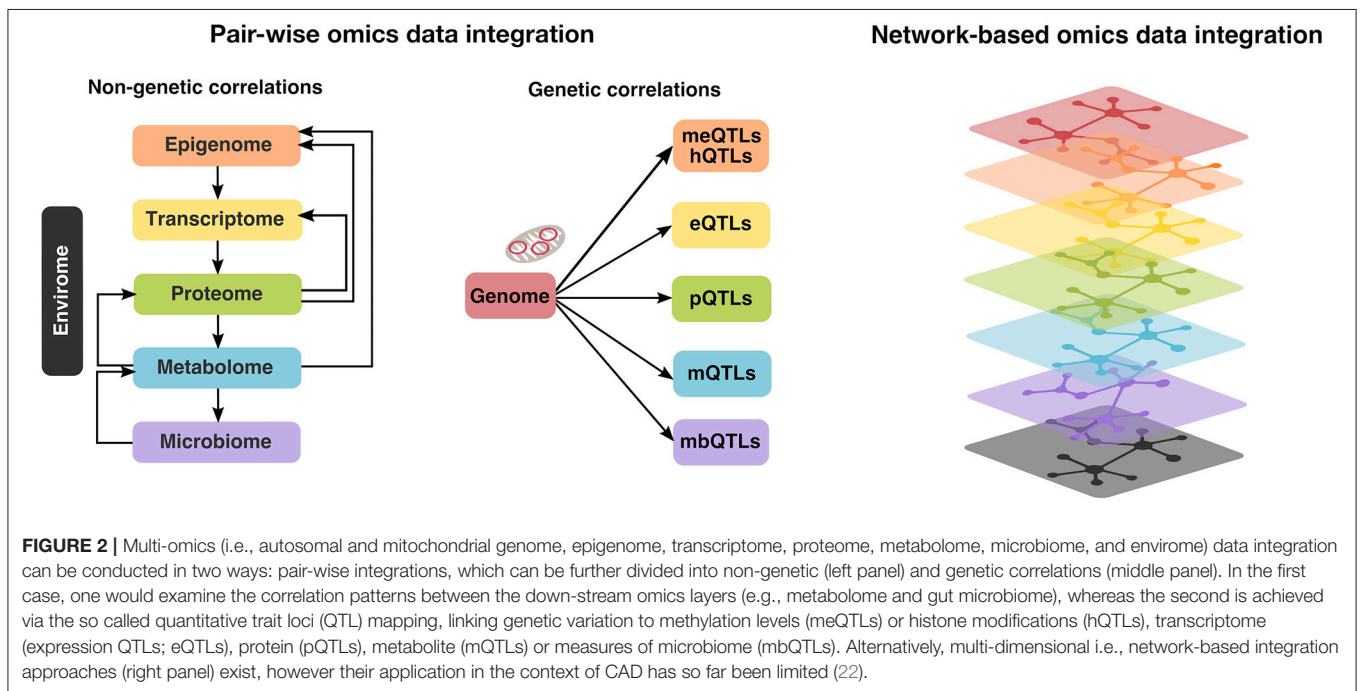 Pair-wise omics data integration
Network-based omics data integration
Non-genetic correlations
Genetic correlations
Epigenome
Transcriptome
Proteome
Metabolome
Microbiome
Envirome
Genome
meQTLs
hQTLs
eQTLs
pQTLs
mQTLs
mbQTLs
FIGURE 2 | Multi-omics (i.e., autosomal and mitochondrial genome, epigenome, transcriptome, proteome, metabolome, microbiome, and envirome) data integration
can be conducted in two ways: pair-wise integrations, which can be further divided into non-genetic (left panel) and genetic correlations (middle panel). In the first
case, one would examine the correlation patterns between the down-stream omics layers (e.g., metabolome and gut microbiome), whereas the second is achieved
via the so called quantitative trait loci (QTL) mapping, linking genetic variation to methylation levels (meQTLs) or histone modifications (hQTLs), transcriptome
(expression QTLs; eQTLs), protein (pQTLs), metabolite (mQTLs) or measures of microbiome (mbQTLs). Alternatively, multi-dimensional i.e., network-based integration
approaches (right panel) exist, however their application in the context of CAD has so far been limited (22).